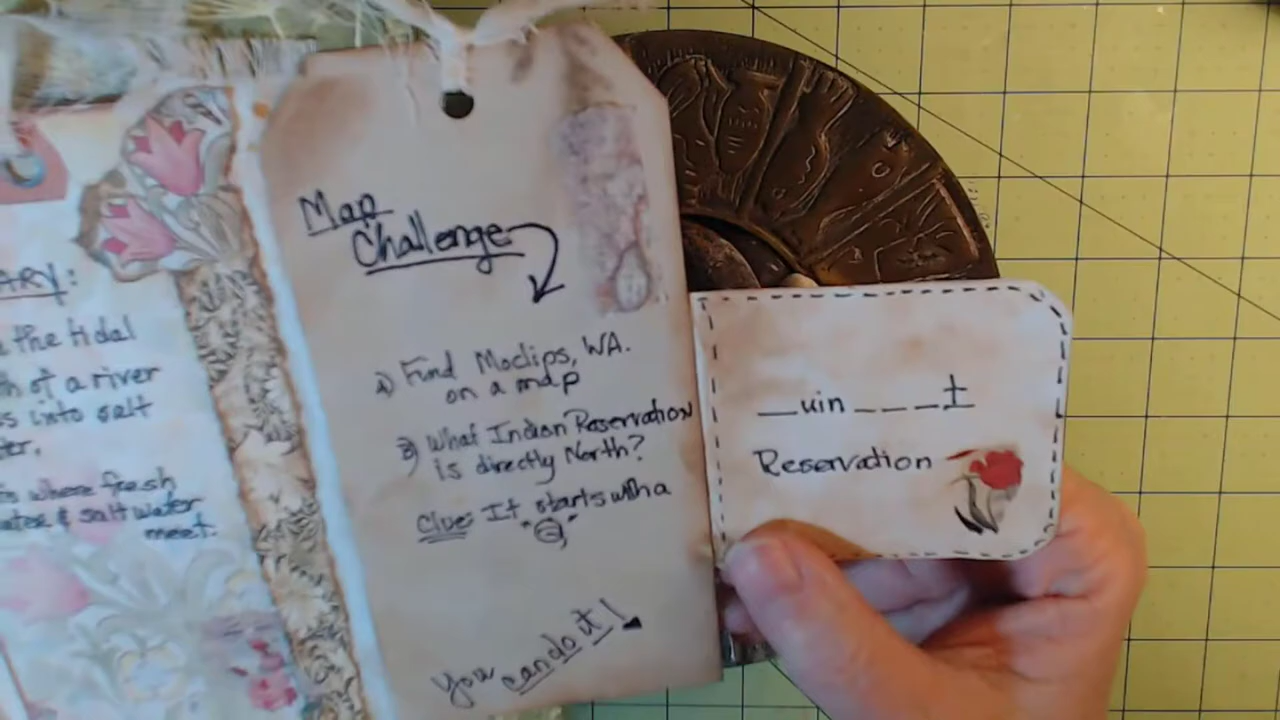 ARY:
the tidal
th of a river
s into salt
ter.
where fresh
water & salt water
meet.
Map
Challenge
1) Find Moclips, WA.
on a map
2) What Indian Reservation
is directly North?
Clue: It starts with a
"Q"
You can do it!
_uin _ _ _ t
Reservation